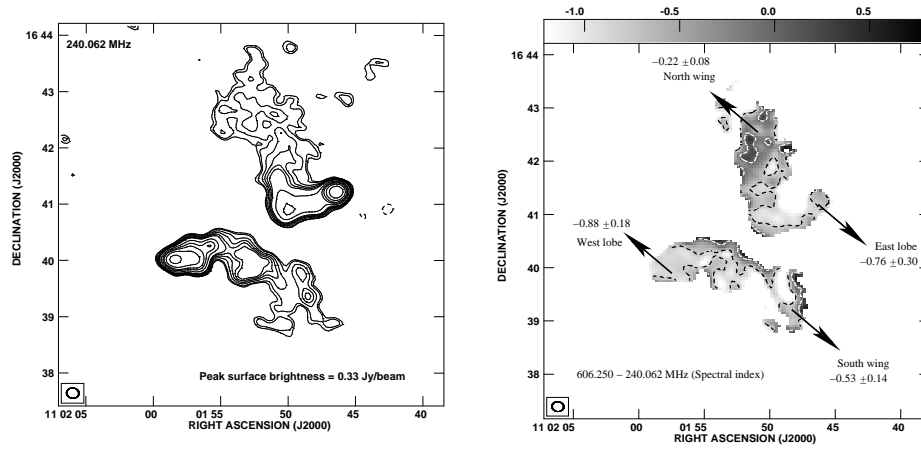 240.062 MHz
16 44
43
42
41
40
39
38
DECLINATION (J2000)
Peak surface brightness = 0.33 Jy/beam
11 02 05
00
01 55
50
45
40
RIGHT ASCENSION (J2000)
-1.0
-0.5
0.0
0.5
16 44
43
42
41
40
39
38
DECLINATION (J2000)
−0.22 ±0.08
North wing
−0.88 ±0.18
West lobe
East lobe
−0.76 ±0.30
South wing
−0.53 ±0.14
606.250 − 240.062 MHz (Spectral index)
11 02 05
00
01 55
50
45
40
RIGHT ASCENSION (J2000)